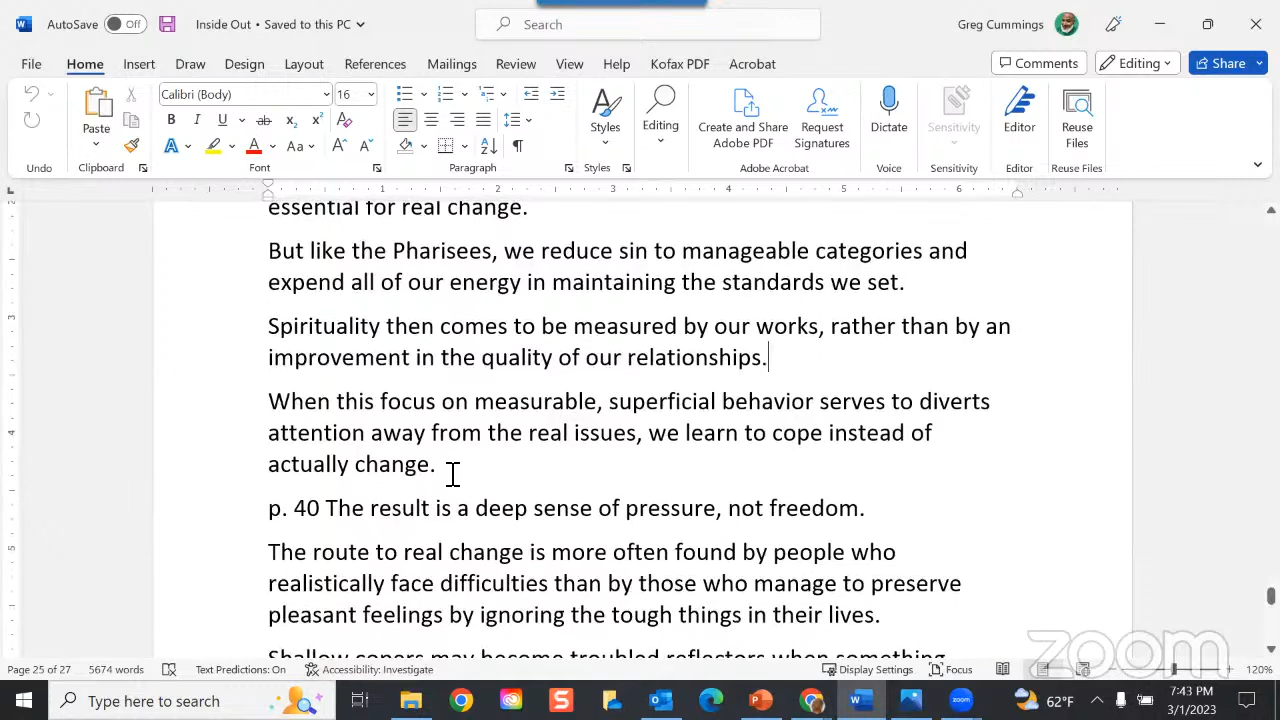 AutoSave Off Inside Out • Saved to this PC Search Greg Cummings
File Home Insert Draw Design Layout References Mailings Review View Help Kofax PDF Acrobat Comments Editing Share
Paste Calibri (Body) 16 Styles Editing Create and Share Adobe PDF Request Signatures Dictate Sensitivity Editor Reuse Files
Undo Clipboard Font Paragraph Styles Adobe Acrobat Voice Sensitivity Editor Reuse Files
1 2 3 4 5 6
essential for real change.
But like the Pharisees, we reduce sin to manageable categories and
expend all of our energy in maintaining the standards we set.
Spirituality then comes to be measured by our works, rather than by an
improvement in the quality of our relationships.
When this focus on measurable, superficial behavior serves to diverts
attention away from the real issues, we learn to cope instead of
actually change.
p. 40 The result is a deep sense of pressure, not freedom.
The route to real change is more often found by people who
realistically face difficulties than by those who manage to preserve
pleasant feelings by ignoring the tough things in their lives.
Shallow copers may become troubled reflectors when something
zoom
Page 25 of 27 5674 words Text Predictions: On Accessibility: Investigate Display Settings Focus 120%
Type here to search 62°F 7:43 PM
3/1/2023